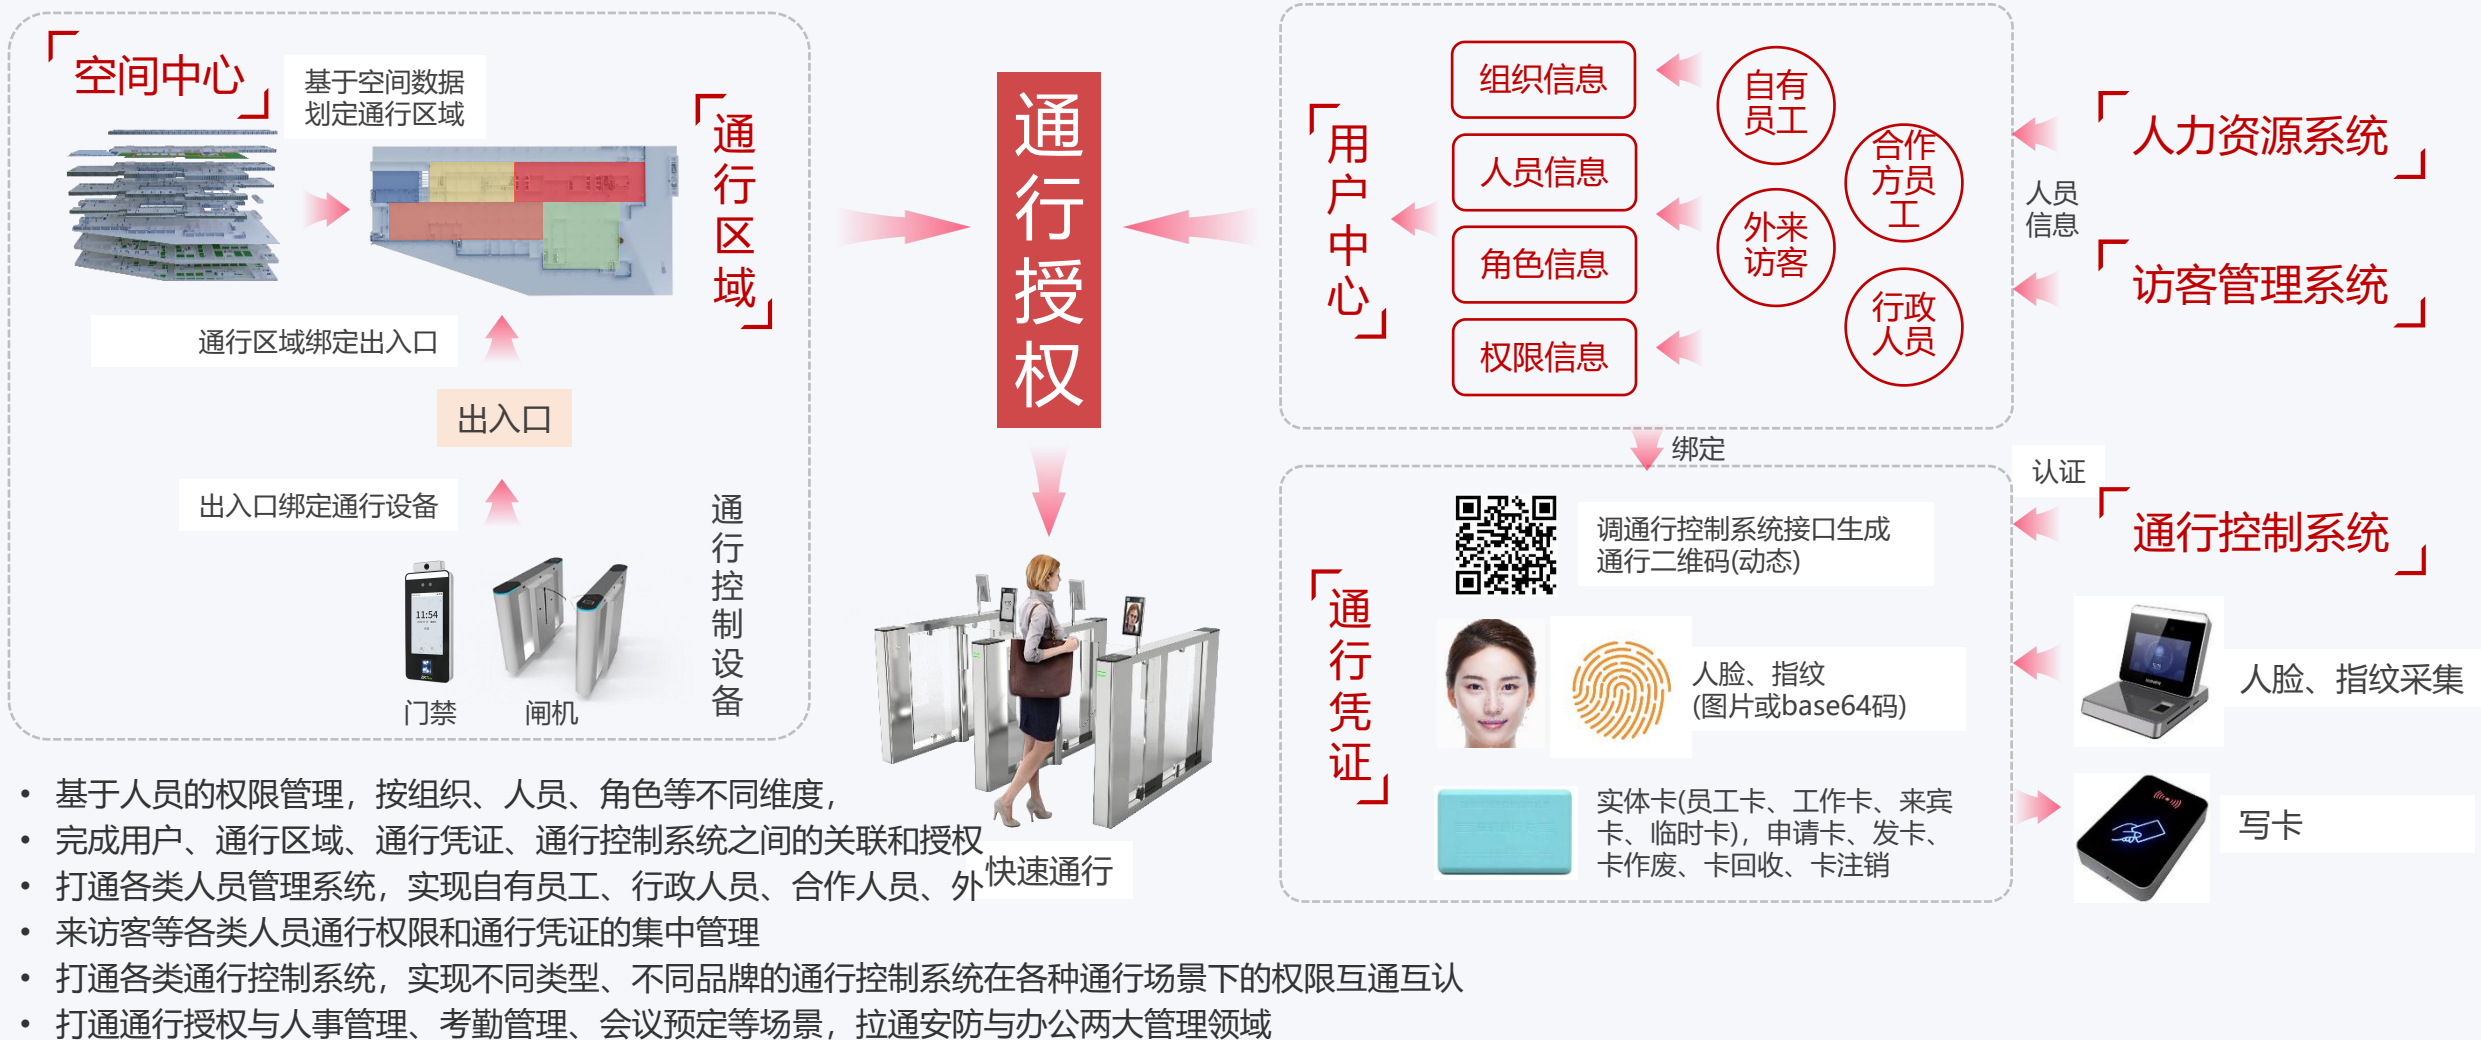 空间中心
基于空间数据
划定通行区域
通行区域
通行区域绑定出入口
出入口
出入口绑定通行设备
通行控制设备
11:54
门禁
闸机
通行授权
快速通行
用户中心
组织信息
人员信息
角色信息
权限信息
自有
员工
合作
方员
工
外来
访客
行政
人员
人力资源系统
人员
信息
访客管理系统
绑定
认证
通行控制系统
通行凭证
调通行控制系统接口生成
通行二维码(动态)
人脸、指纹
(图片或base64码)
实体卡(员工卡、工作卡、来宾
卡、临时卡)，申请卡、发卡、
卡作废、卡回收、卡注销
人脸、指纹采集
写卡
• 基于人员的权限管理，按组织、人员、角色等不同维度，
• 完成用户、通行区域、通行凭证、通行控制系统之间的关联和授权
• 打通各类人员管理系统，实现自有员工、行政人员、合作人员、外
• 来访客等各类人员通行权限和通行凭证的集中管理
• 打通各类通行控制系统，实现不同类型、不同品牌的通行控制系统在各种通行场景下的权限互通互认
• 打通通行授权与人事管理、考勤管理、会议预定等场景，拉通安防与办公两大管理领域